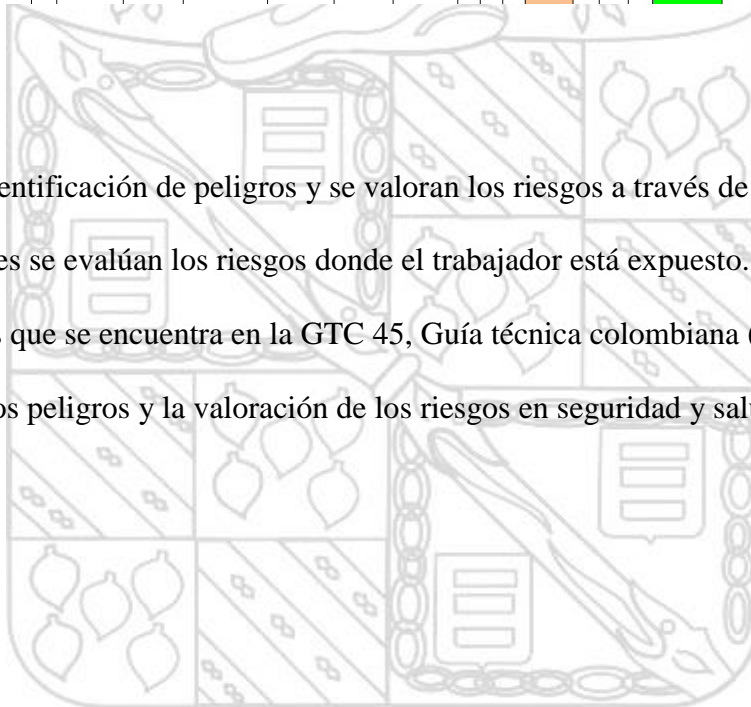 entificación de peligros y se valoran los riesgos a través de
es se evalúan los riesgos donde el trabajador está expuesto.
s que se encuentra en la GTC 45, Guía técnica colombiana (
os peligros y la valoración de los riesgos en seguridad y sal